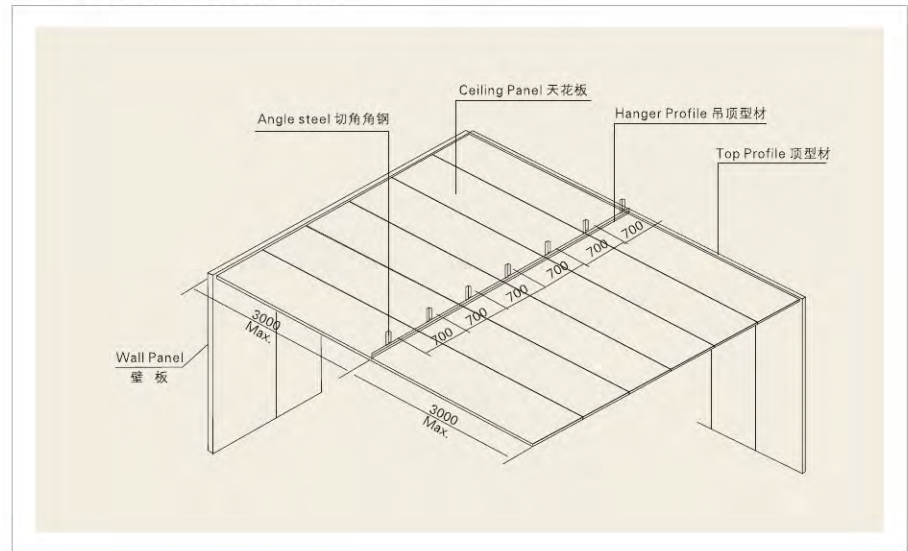 Ceiling Panel 天花板
Angle steel 切角角钢
Hanger Profile 吊顶型材
Top Profile 顶型材
700
700
700
700
700
700
3000
Max.
Wall Panel
壁 板
3000
Max.